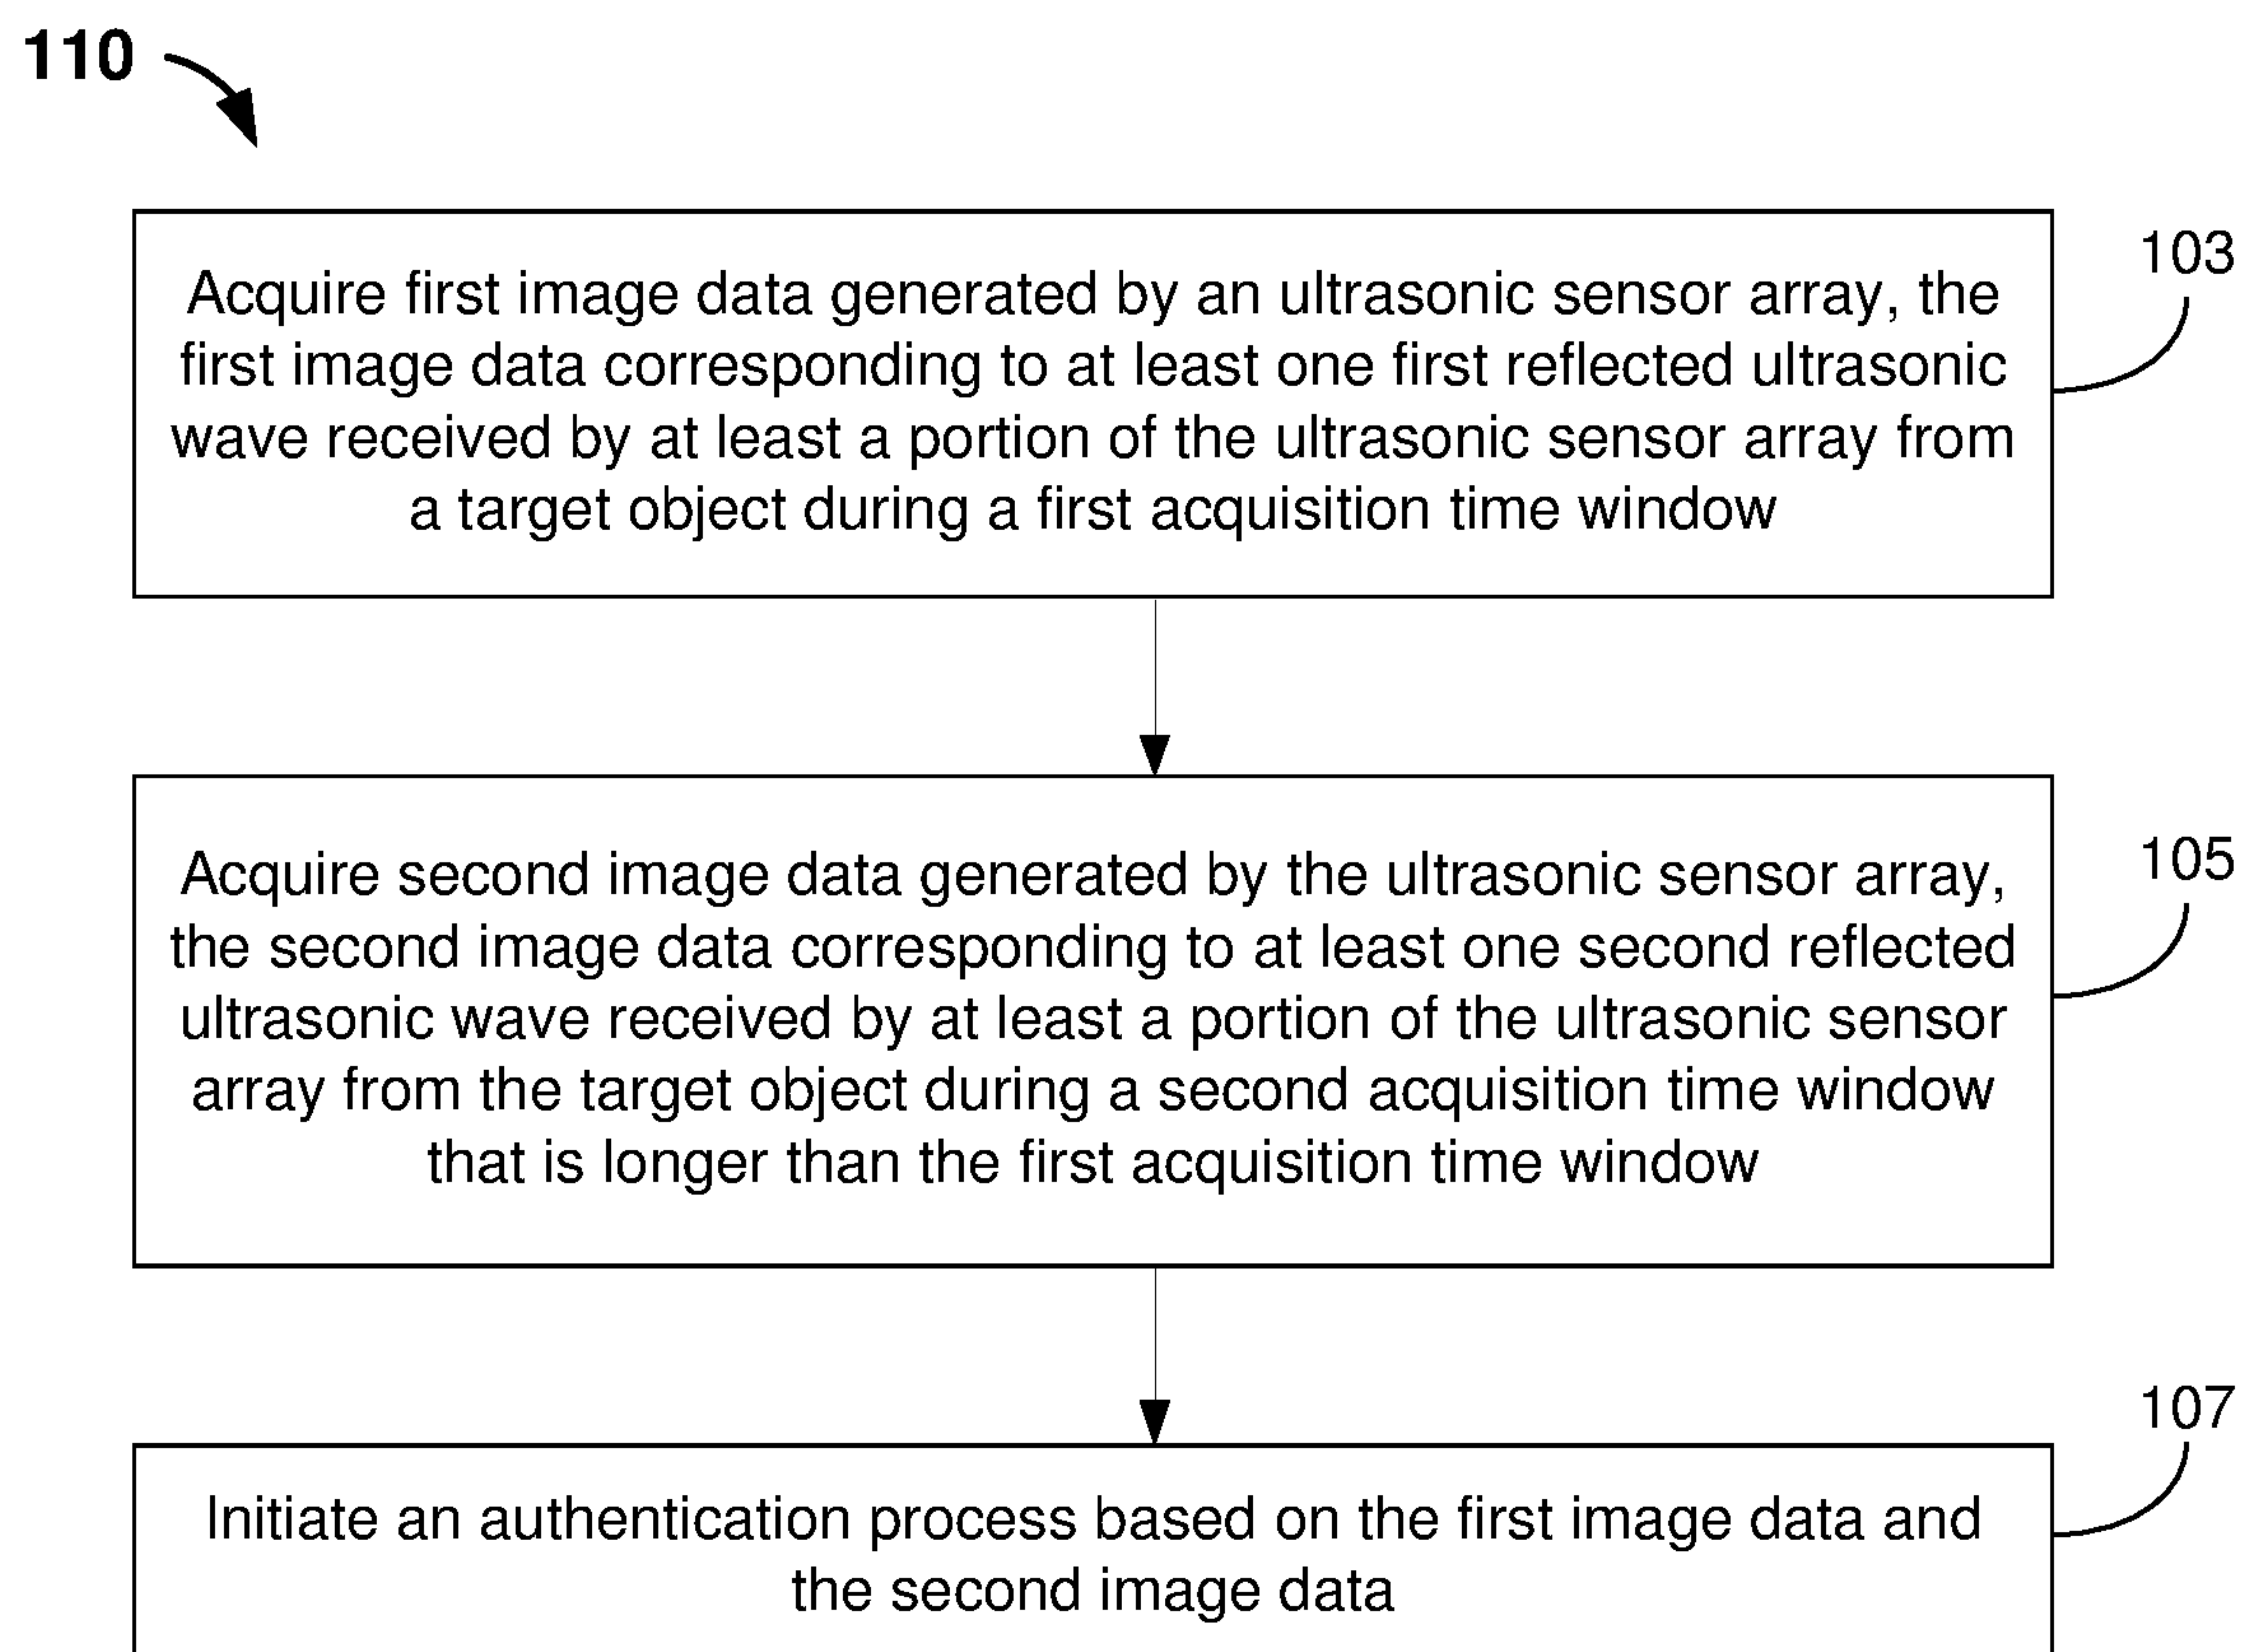 110
103
Acquire first image data generated by an ultrasonic sensor array, the
first image data corresponding to at least one first reflected ultrasonic
wave received by at least a portion of the ultrasonic sensor array from
a target object during a first acquisition time window
105
Acquire second image data generated by the ultrasonic sensor array,
the second image data corresponding to at least one second reflected
ultrasonic wave received by at least a portion of the ultrasonic sensor
array from the target object during a second acquisition time window
that is longer than the first acquisition time window
107
Initiate an authentication process based on the first image data and
the second image data